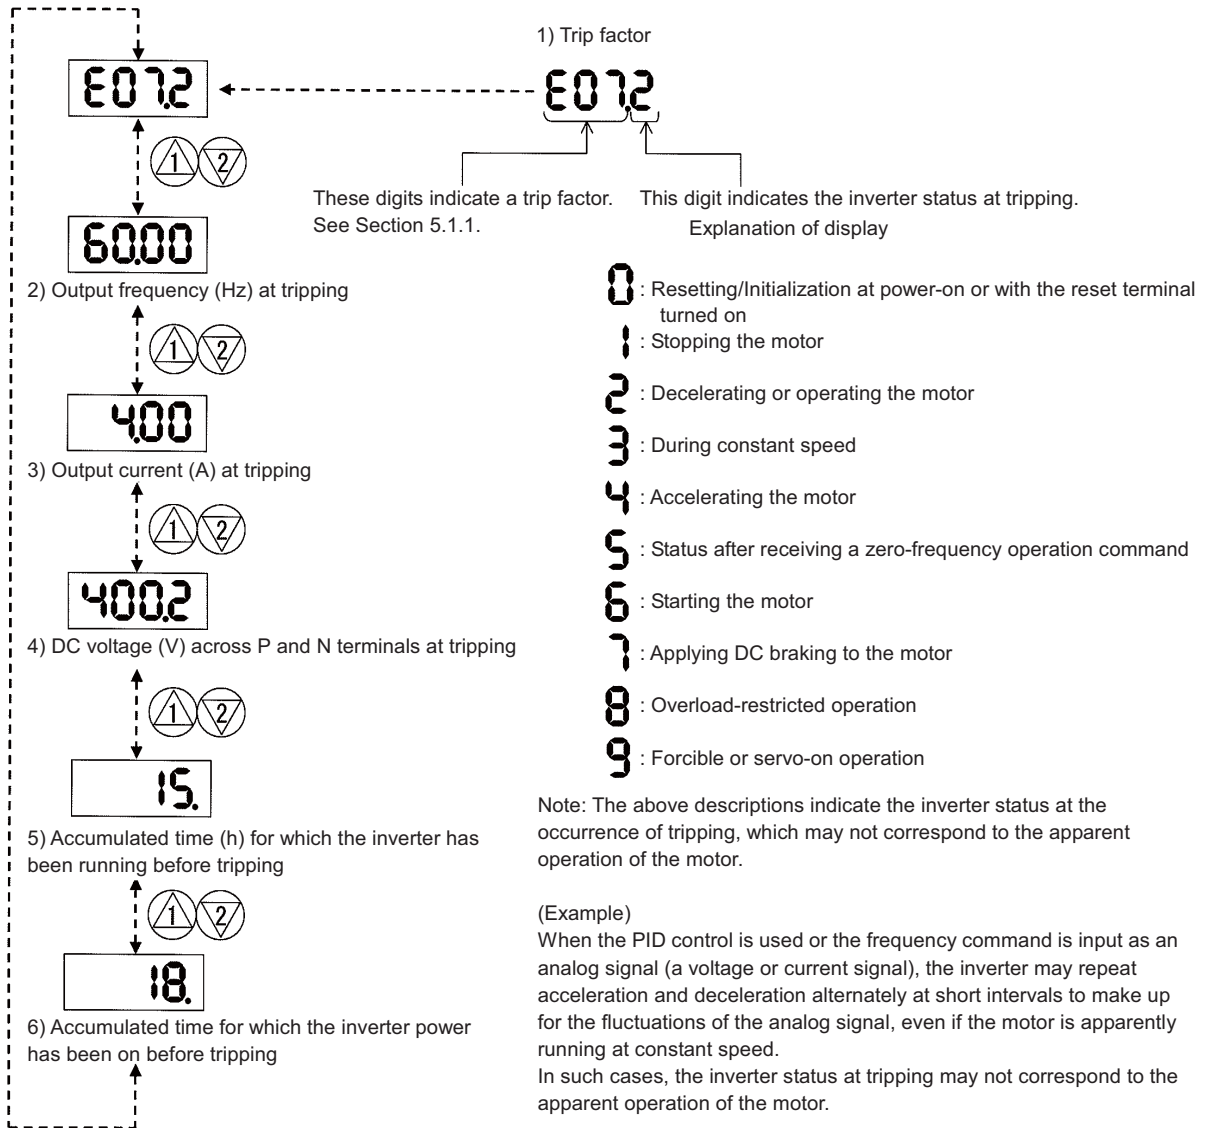 1) Trip factor
E07.2
E07.2
1 2
These digits indicate a trip factor.
See Section 5.1.1.
This digit indicates the inverter status at tripping.
Explanation of display
60.00
2) Output frequency (Hz) at tripping
1 2
4.00
3) Output current (A) at tripping
1 2
400.2
4) DC voltage (V) across P and N terminals at tripping
1 2
15.
5) Accumulated time (h) for which the inverter has
been running before tripping
1 2
18.
6) Accumulated time for which the inverter power
has been on before tripping
0 : Resetting/Initialization at power-on or with the reset terminal
turned on
1 : Stopping the motor
2 : Decelerating or operating the motor
3 : During constant speed
4 : Accelerating the motor
5 : Status after receiving a zero-frequency operation command
6 : Starting the motor
7 : Applying DC braking to the motor
8 : Overload-restricted operation
9 : Forcible or servo-on operation
Note: The above descriptions indicate the inverter status at the
occurrence of tripping, which may not correspond to the apparent
operation of the motor.
(Example)
When the PID control is used or the frequency command is input as an
analog signal (a voltage or current signal), the inverter may repeat
acceleration and deceleration alternately at short intervals to make up
for the fluctuations of the analog signal, even if the motor is apparently
running at constant speed.
In such cases, the inverter status at tripping may not correspond to the
apparent operation of the motor.